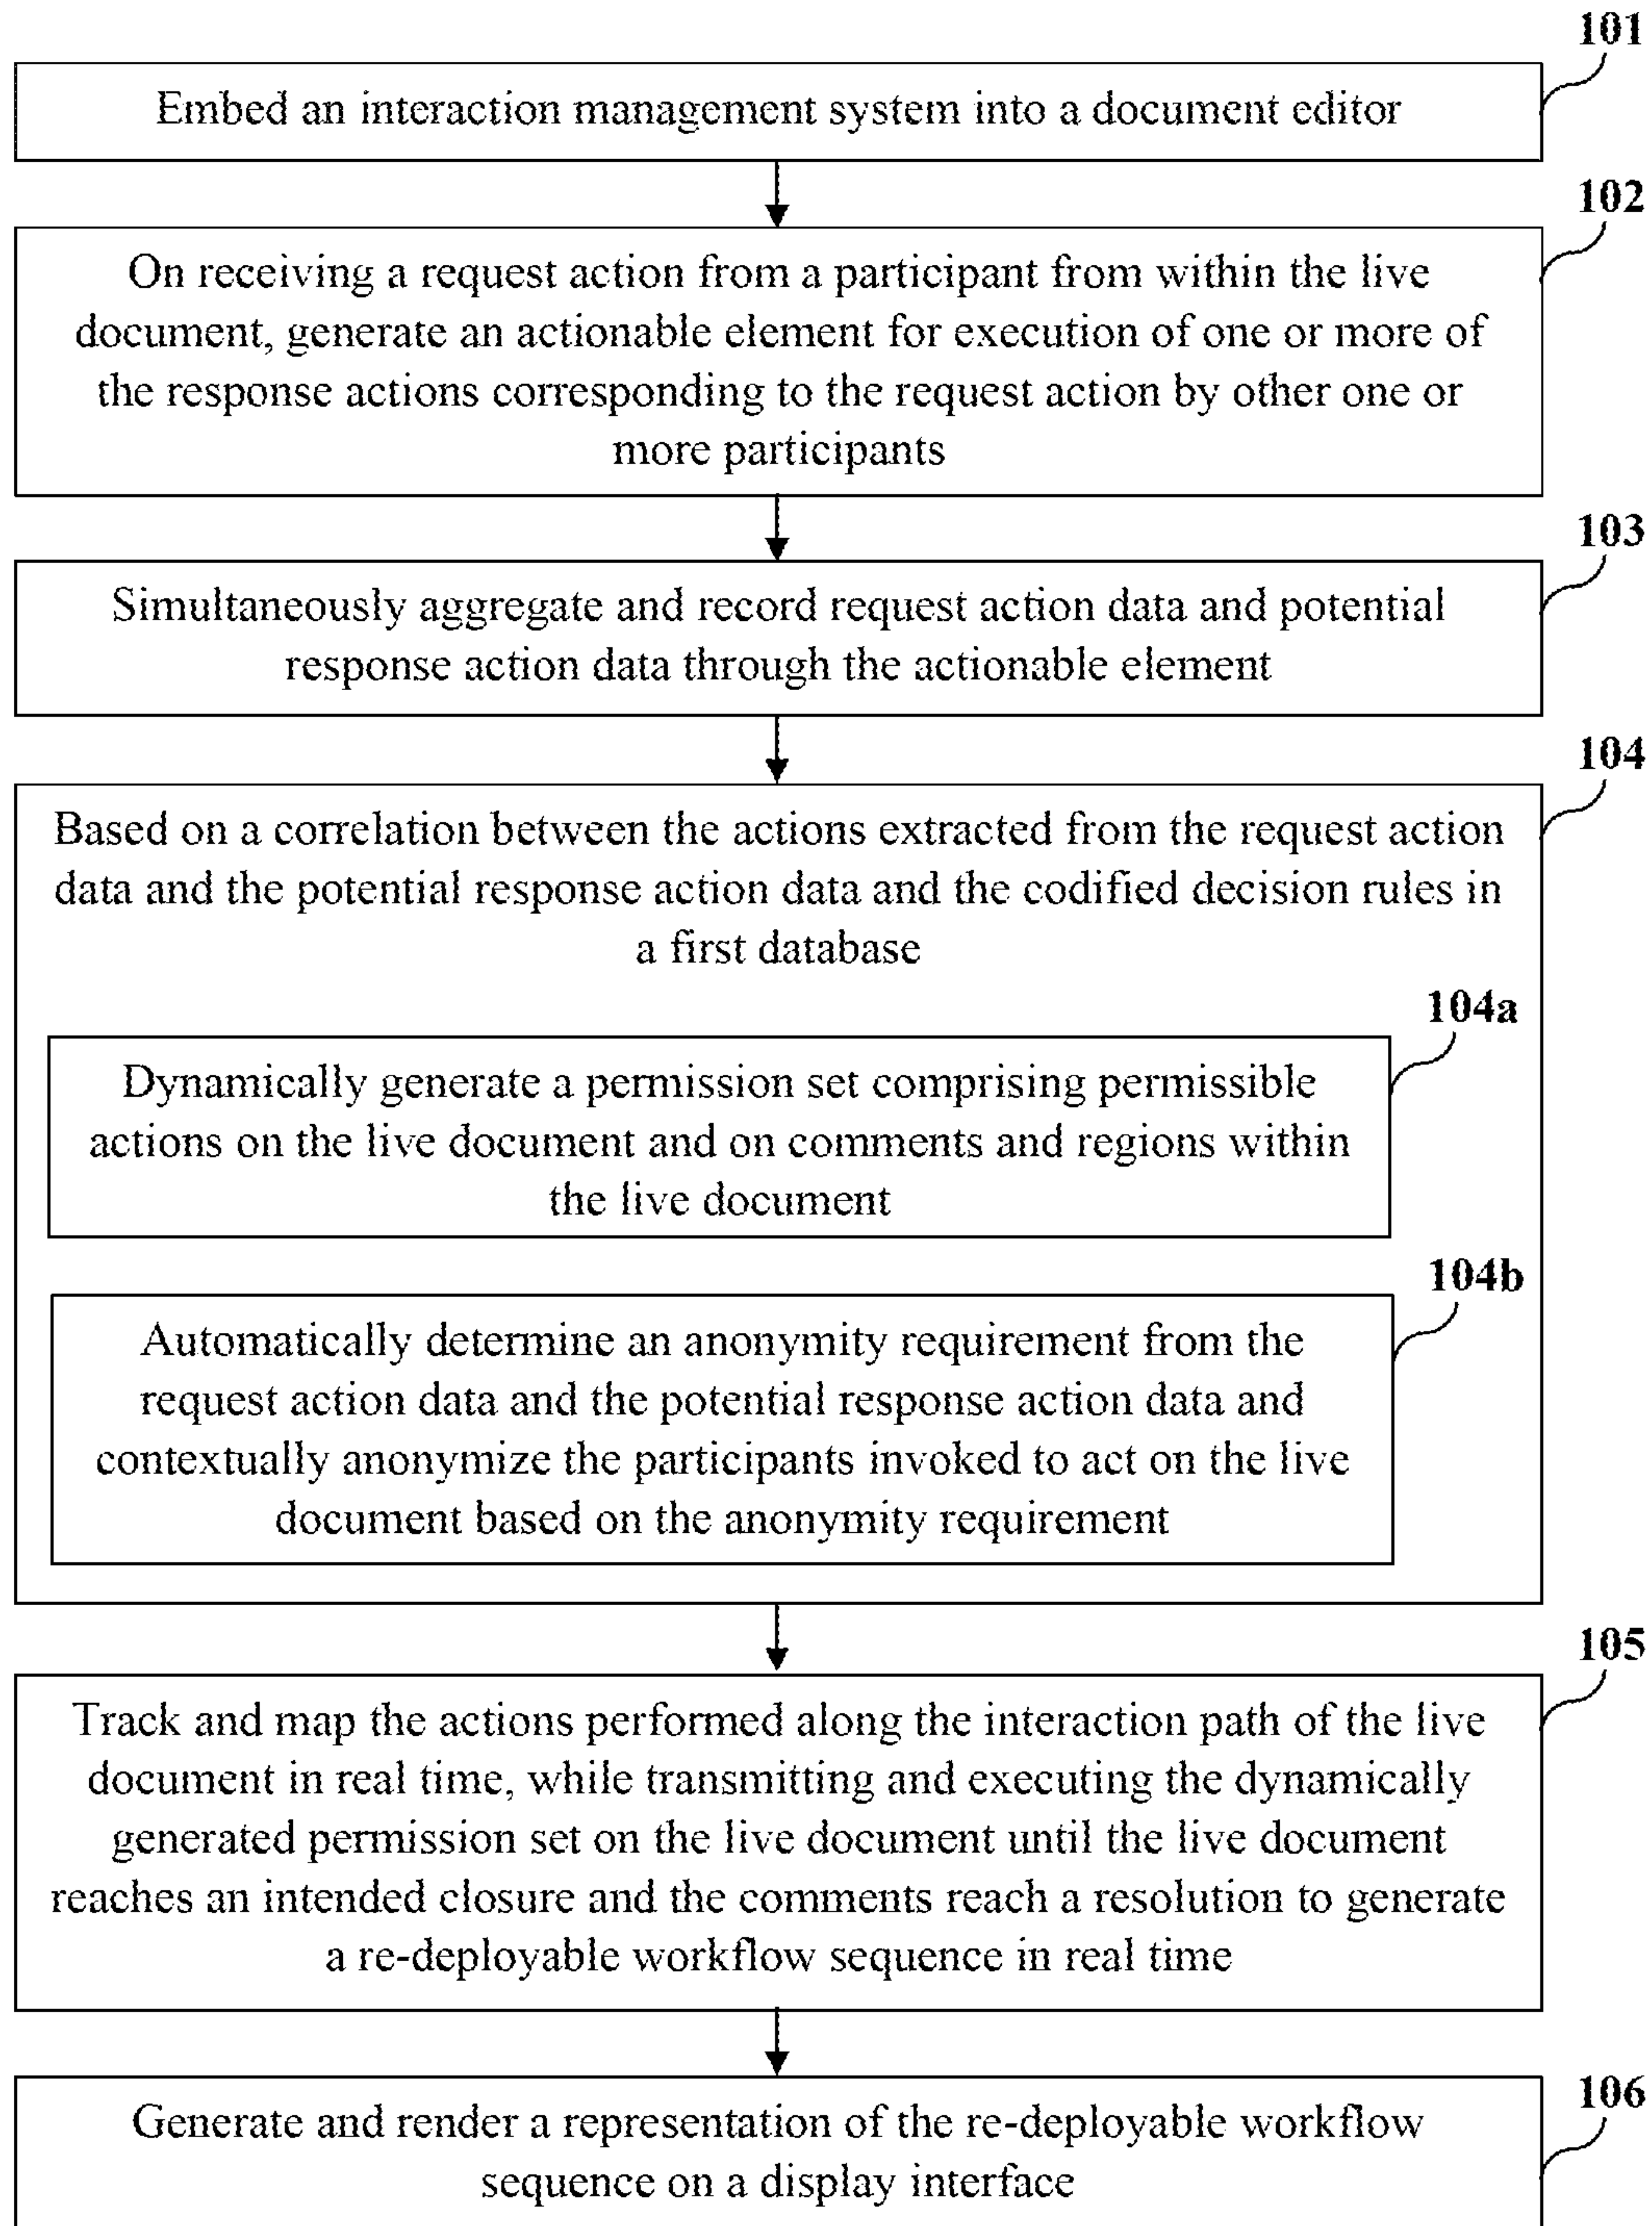 101
Embed an interaction management system into a document editor
102
On receiving a request action from a participant from within the live
document, generate an actionable element for execution of one or more of
the response actions corresponding to the request action by other one or
more participants
103
Simultaneously aggregate and record request action data and potential
response action data through the actionable element
104
Based on a correlation between the actions extracted from the request action
data and the potential response action data and the codified decision rules in
a first database
104a
Dynamically generate a permission set comprising permissible
actions on the live document and on comments and regions within
the live document
104b
Automatically determine an anonymity requirement from the
request action data and the potential response action data and
contextually anonymize the participants invoked to act on the live
document based on the anonymity requirement
105
Track and map the actions performed along the interaction path of the live
document in real time, while transmitting and executing the dynamically
generated permission set on the live document until the live document
reaches an intended closure and the comments reach a resolution to generate
a re-deployable workflow sequence in real time
106
Generate and render a representation of the re-deployable workflow
sequence on a display interface